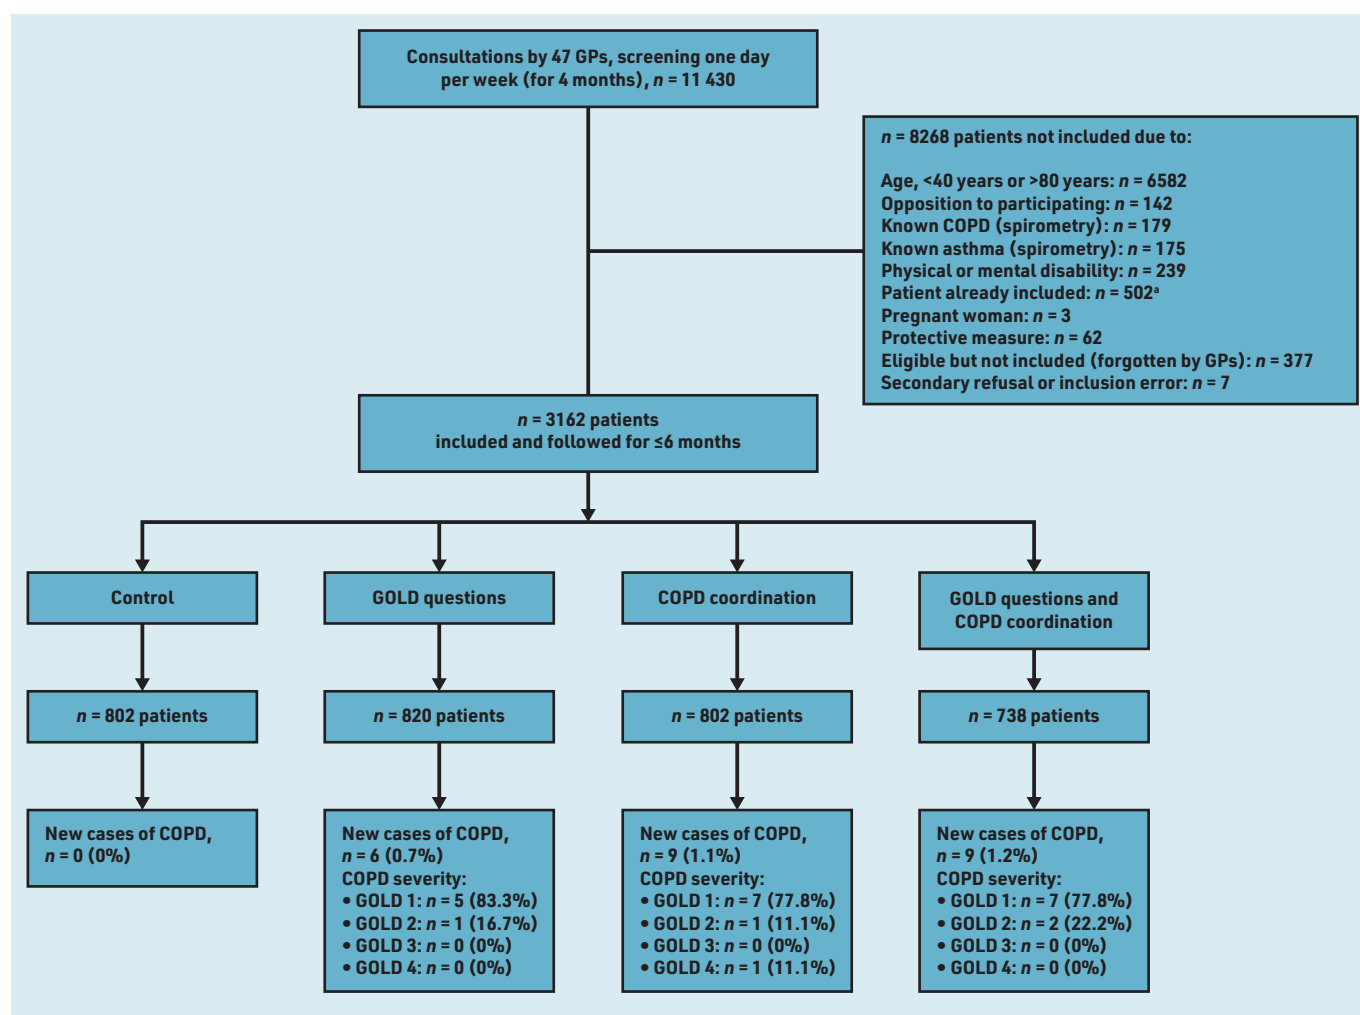 Consultations by 47 GPs, screening one day
per week (for 4 months), n = 11 430
n = 8268 patients not included due to:
Age, <40 years or >80 years: n = 6582
Opposition to participating: n = 142
Known COPD (spirometry): n = 179
Known asthma (spirometry): n = 175
Physical or mental disability: n = 239
Patient already included: n = 502ᵃ
Pregnant woman: n = 3
Protective measure: n = 62
Eligible but not included (forgotten by GPs): n = 377
Secondary refusal or inclusion error: n = 7
n = 3162 patients
included and followed for ≤6 months
Control
GOLD questions
COPD coordination
GOLD questions and
COPD coordination
n = 802 patients
n = 820 patients
n = 802 patients
n = 738 patients
New cases of COPD,
n = 0 (0%)
New cases of COPD,
n = 6 (0.7%)
COPD severity:
• GOLD 1: n = 5 (83.3%)
• GOLD 2: n = 1 (16.7%)
• GOLD 3: n = 0 (0%)
• GOLD 4: n = 0 (0%)
New cases of COPD,
n = 9 (1.1%)
COPD severity:
• GOLD 1: n = 7 (77.8%)
• GOLD 2: n = 1 (11.1%)
• GOLD 3: n = 0 (0%)
• GOLD 4: n = 1 (11.1%)
New cases of COPD,
n = 9 (1.2%)
COPD severity:
• GOLD 1: n = 7 (77.8%)
• GOLD 2: n = 2 (22.2%)
• GOLD 3: n = 0 (0%)
• GOLD 4: n = 0 (0%)